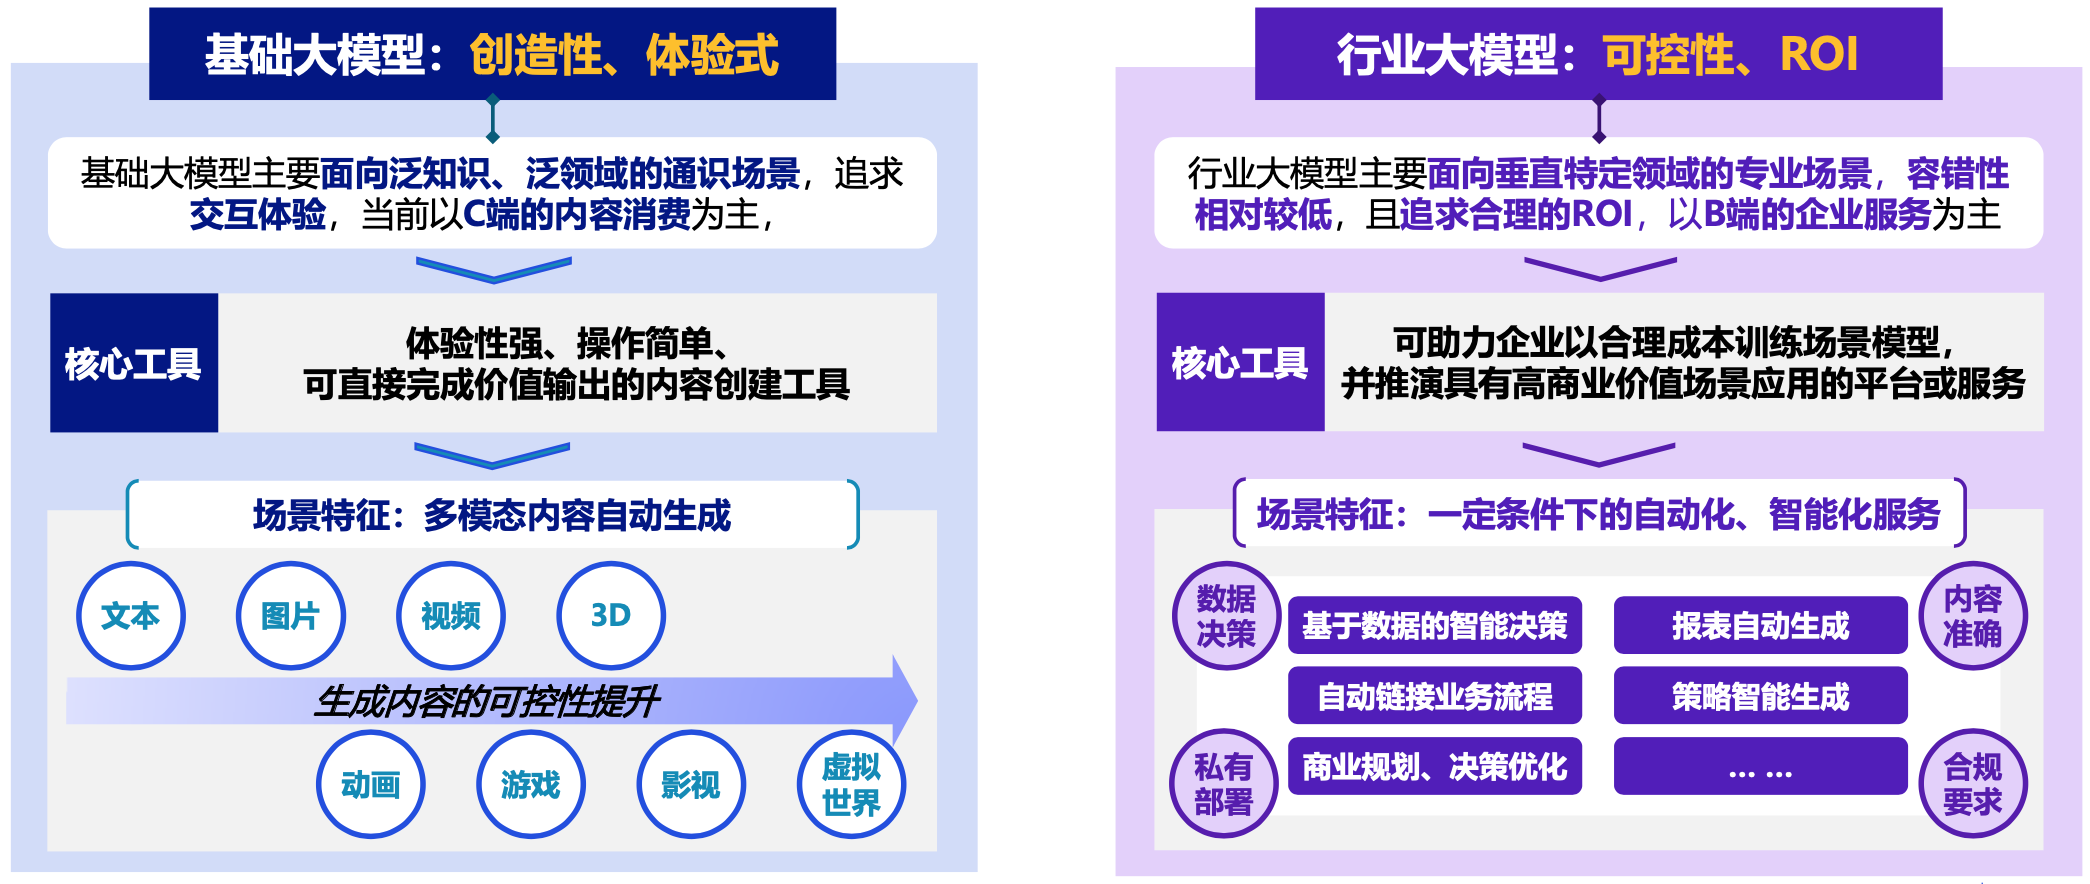 基础大模型：创造性、体验式
基础大模型主要面向泛知识、泛领域的通识场景，追求
交互体验，当前以C端的内容消费为主，
核心工具
体验性强、操作简单、
可直接完成价值输出的内容创建工具
场景特征：多模态内容自动生成
文本
图片
视频
3D
生成内容的可控性提升
动画
游戏
影视
虚拟
世界
行业大模型：可控性、ROI
行业大模型主要面向垂直特定领域的专业场景，容错性
相对较低，且追求合理的ROI，以B端的企业服务为主
核心工具
可助力企业以合理成本训练场景模型，
并推演具有高商业价值场景应用的平台或服务
场景特征：一定条件下的自动化、智能化服务
数据
决策
基于数据的智能决策
报表自动生成
内容
准确
自动链接业务流程
策略智能生成
私有
部署
商业规划、决策优化
... ...
合规
要求